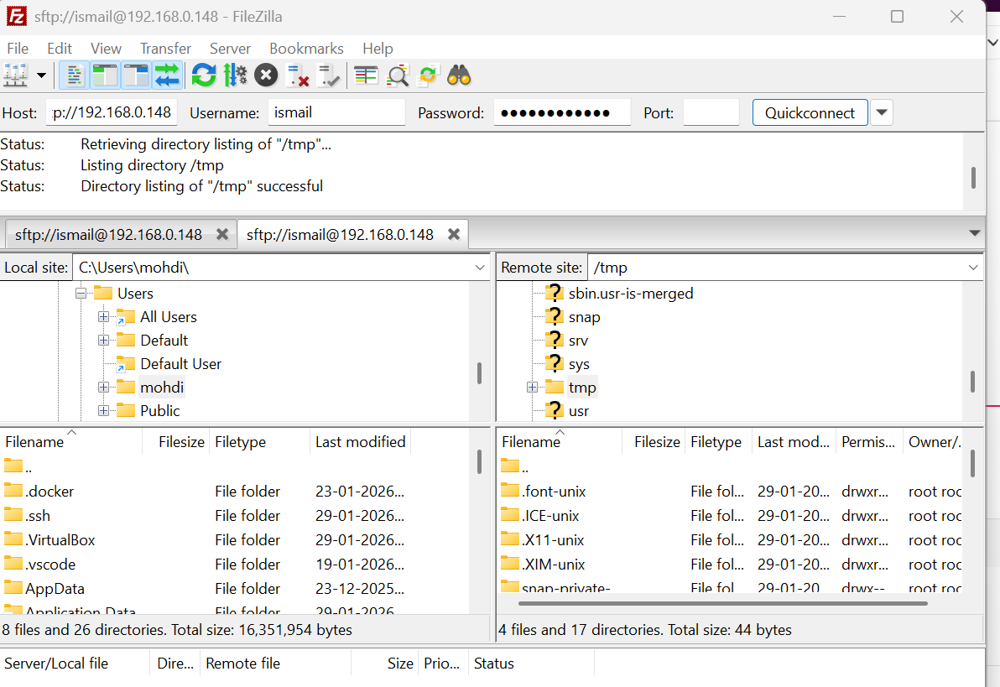 sftp://ismail@192.168.0.148 - FileZilla
File Edit View Transfer Server Bookmarks Help
Host: :p://192.168.0.148 Username: ismail Password: ●●●●●●●●●●●● Port: Quickconnect
Status: Retrieving directory listing of "/tmp"...
Status: Listing directory /tmp
Status: Directory listing of "/tmp" successful
sftp://ismail@192.168.0.148 sftp://ismail@192.168.0.148
Local site: C:\Users\mohdi\
Users
All Users
Default
Default User
mohdi
Public
Remote site: /tmp
sbin.usr-is-merged
snap
srv
sys
tmp
usr
Filename Filesize Filetype Last modified
..
.docker File folder 23-01-2026...
.ssh File folder 29-01-2026...
.VirtualBox File folder 29-01-2026...
.vscode File folder 19-01-2026...
AppData File folder 23-12-2025...
Application Data File folder 29-01-2026
8 files and 26 directories. Total size: 16,351,954 bytes
Filename Filesize Filetype Last mod... Permis... Owner/.
..
.font-unix File fol... 29-01-20... drwxr... root roc
.ICE-unix File fol... 29-01-20... drwxr... root roc
.X11-unix File fol... 29-01-20... drwxr... root roc
.XIM-unix File fol... 29-01-20... drwxr... root roc
snap-private- File fol 29-01-20 drwx-- root roc
4 files and 17 directories. Total size: 44 bytes
Server/Local file Dire... Remote file Size Prio... Status